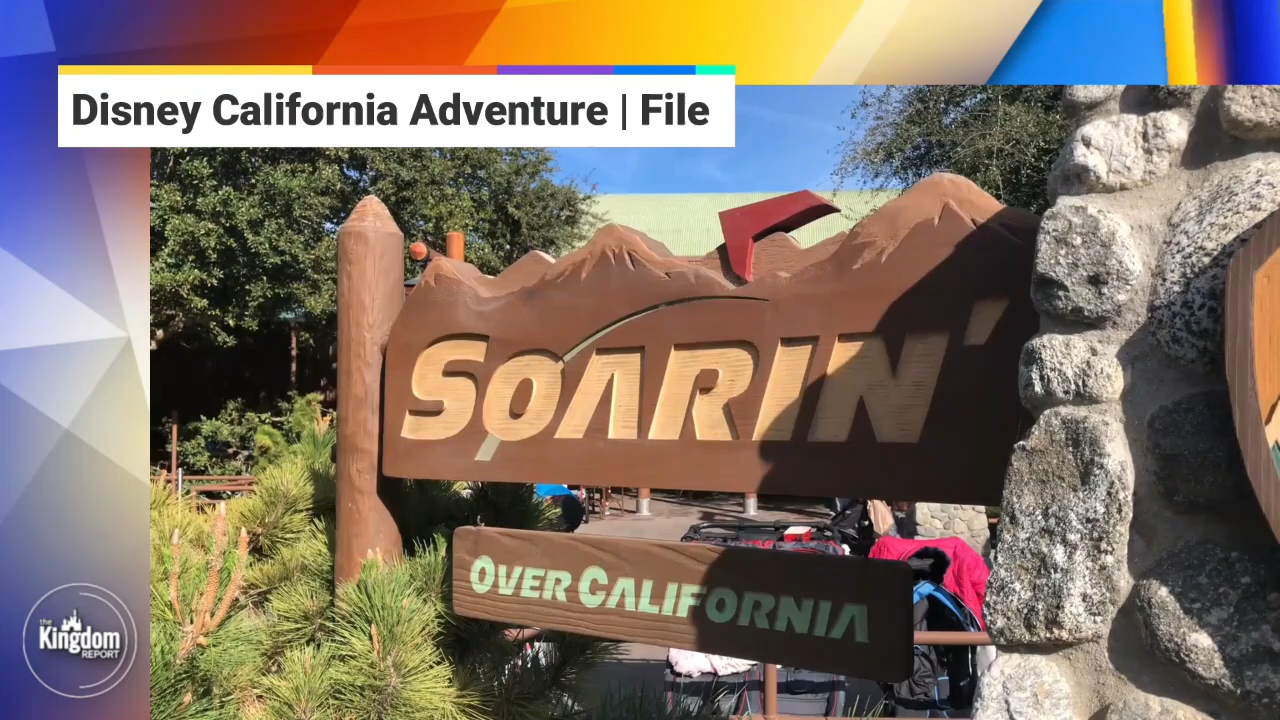 Disney California Adventure | File
SOARIN'
OVER CALIFORNIA
the
Kingdom
REPORT